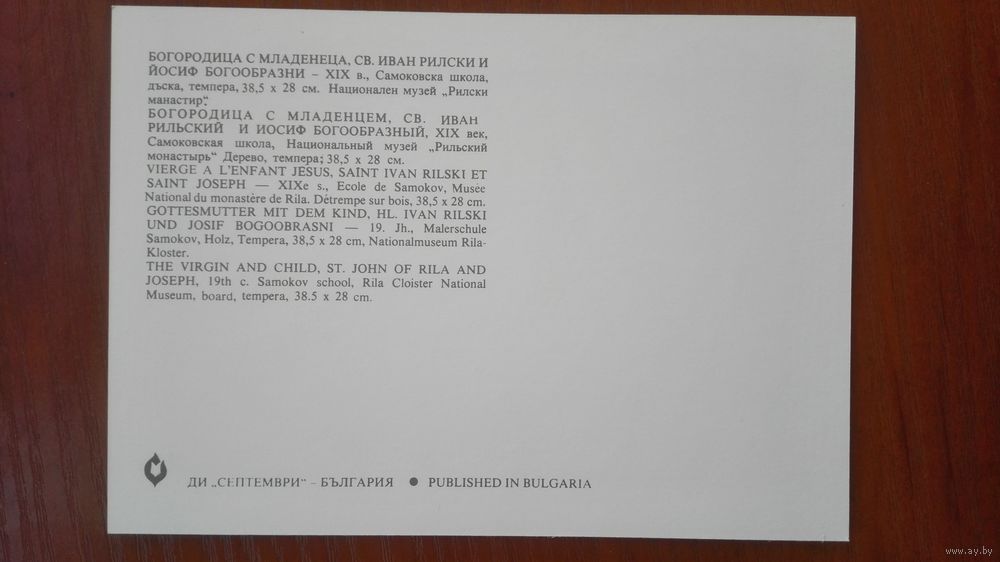 БОГОРОДИЦА С МЛАДЕНЕЦА, СВ. ИВАН РИЛСКИ И
ЙОСИФ БОГООБРАЗНИ – XIX в., Самоковска школа,
дъска, темпера, 38,5 x 28 см. Национален музей „Рилски
манастир“.
БОГОРОДИЦА С МЛАДЕНЦЕМ, СВ. ИВАН
РИЛЬСКИЙ И ИОСИФ БОГООБРАЗНЫЙ, XIX век,
Самоковская школа, Национальный музей „Рильский
монастырь“ Дерево, темпера; 38,5 x 28 см.
VIERGE A L'ENFANT JESUS, SAINT IVAN RILSKI ET
SAINT JOSEPH — XIXe s., Ecole de Samokov, Musée
National du monastère de Rila. Détrempe sur bois, 38,5 x 28 cm.
GOTTESMUTTER MIT DEM KIND, HL. IVAN RILSKI
UND JOSIF BOGOOBRASNI — 19. Jh., Malerschule
Samokov, Holz, Tempera, 38,5 x 28 cm, Nationalmuseum Rila-
Kloster.
THE VIRGIN AND CHILD, ST. JOHN OF RILA AND
JOSEPH, 19th c. Samokov school, Rila Cloister National
Museum, board, tempera, 38.5 x 28 cm.
ДИ „СЕПТЕМВРИ“ – БЪЛГАРИЯ ● PUBLISHED IN BULGARIA
www.ay.by